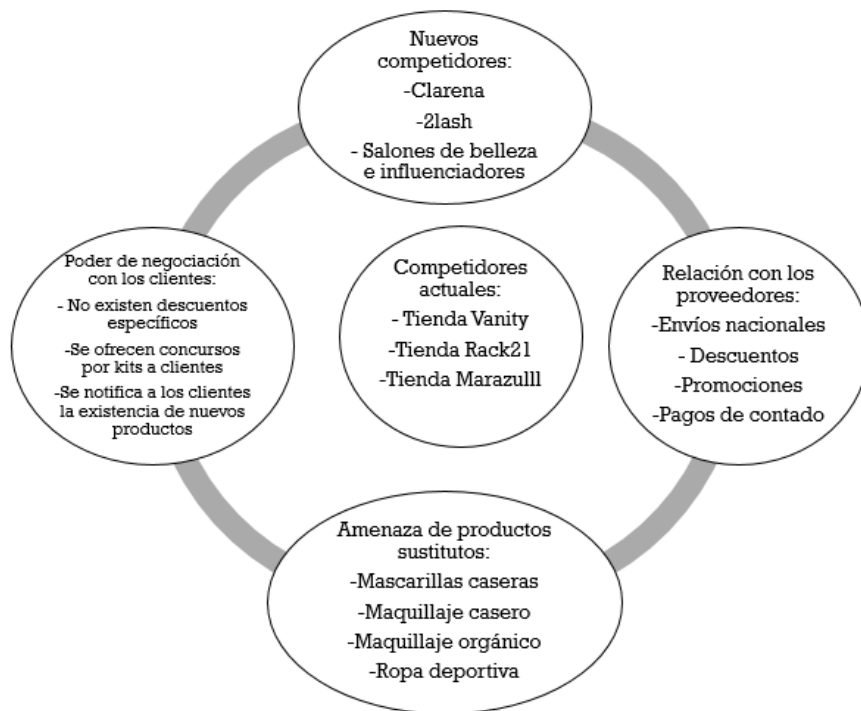 Nuevos
competidores:
-Clarena
-2lash
- Salones de belleza
e influenciadores
Poder de negociación
con los clientes:
- No existen descuentos
específicos
-Se ofrecen concursos
por kits a clientes
-Se notifica a los clientes
la existencia de nuevos
productos
Competidores
actuales:
- Tienda Vanity
-Tienda Rack21
-Tienda Marazulll
Relación con los
proveedores:
-Envíos nacionales
- Descuentos
-Promociones
-Pagos de contado
Amenaza de productos
sustitutos:
-Mascarillas caseras
-Maquillaje casero
-Maquillaje orgánico
-Ropa deportiva